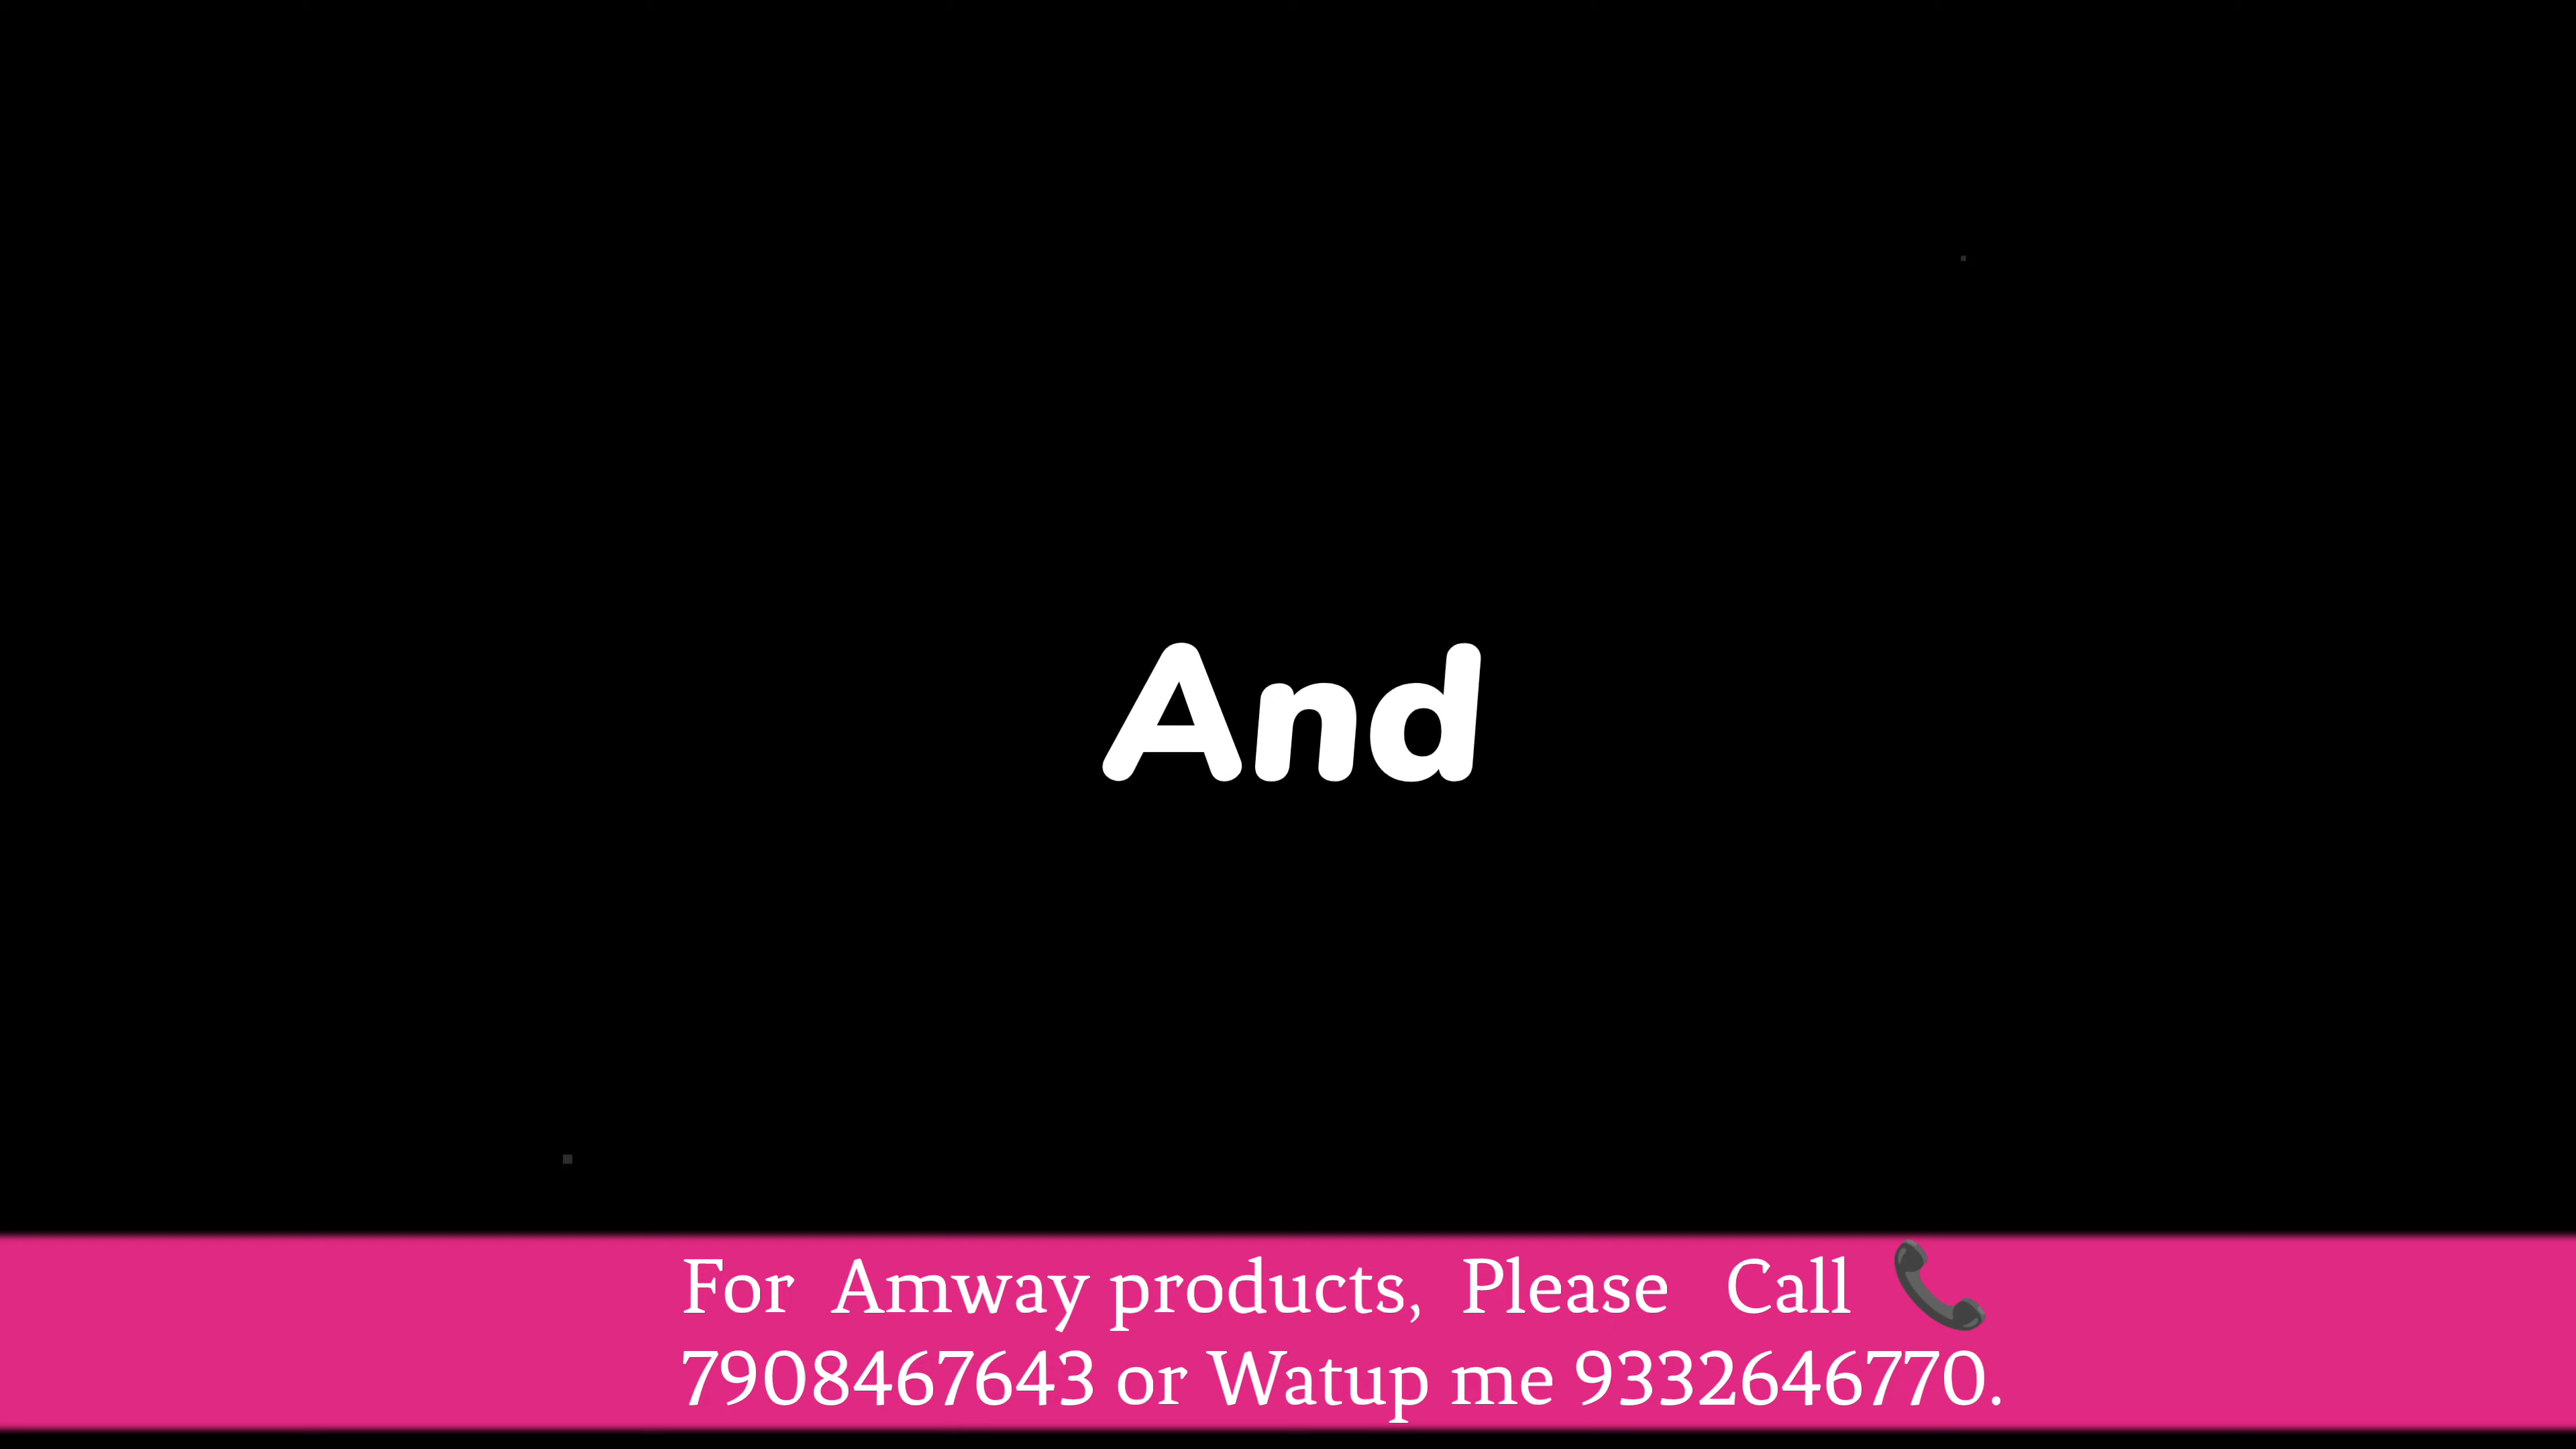 And
For Amway products, Please Call 📞
7908467643 or Watup me 9332646770.